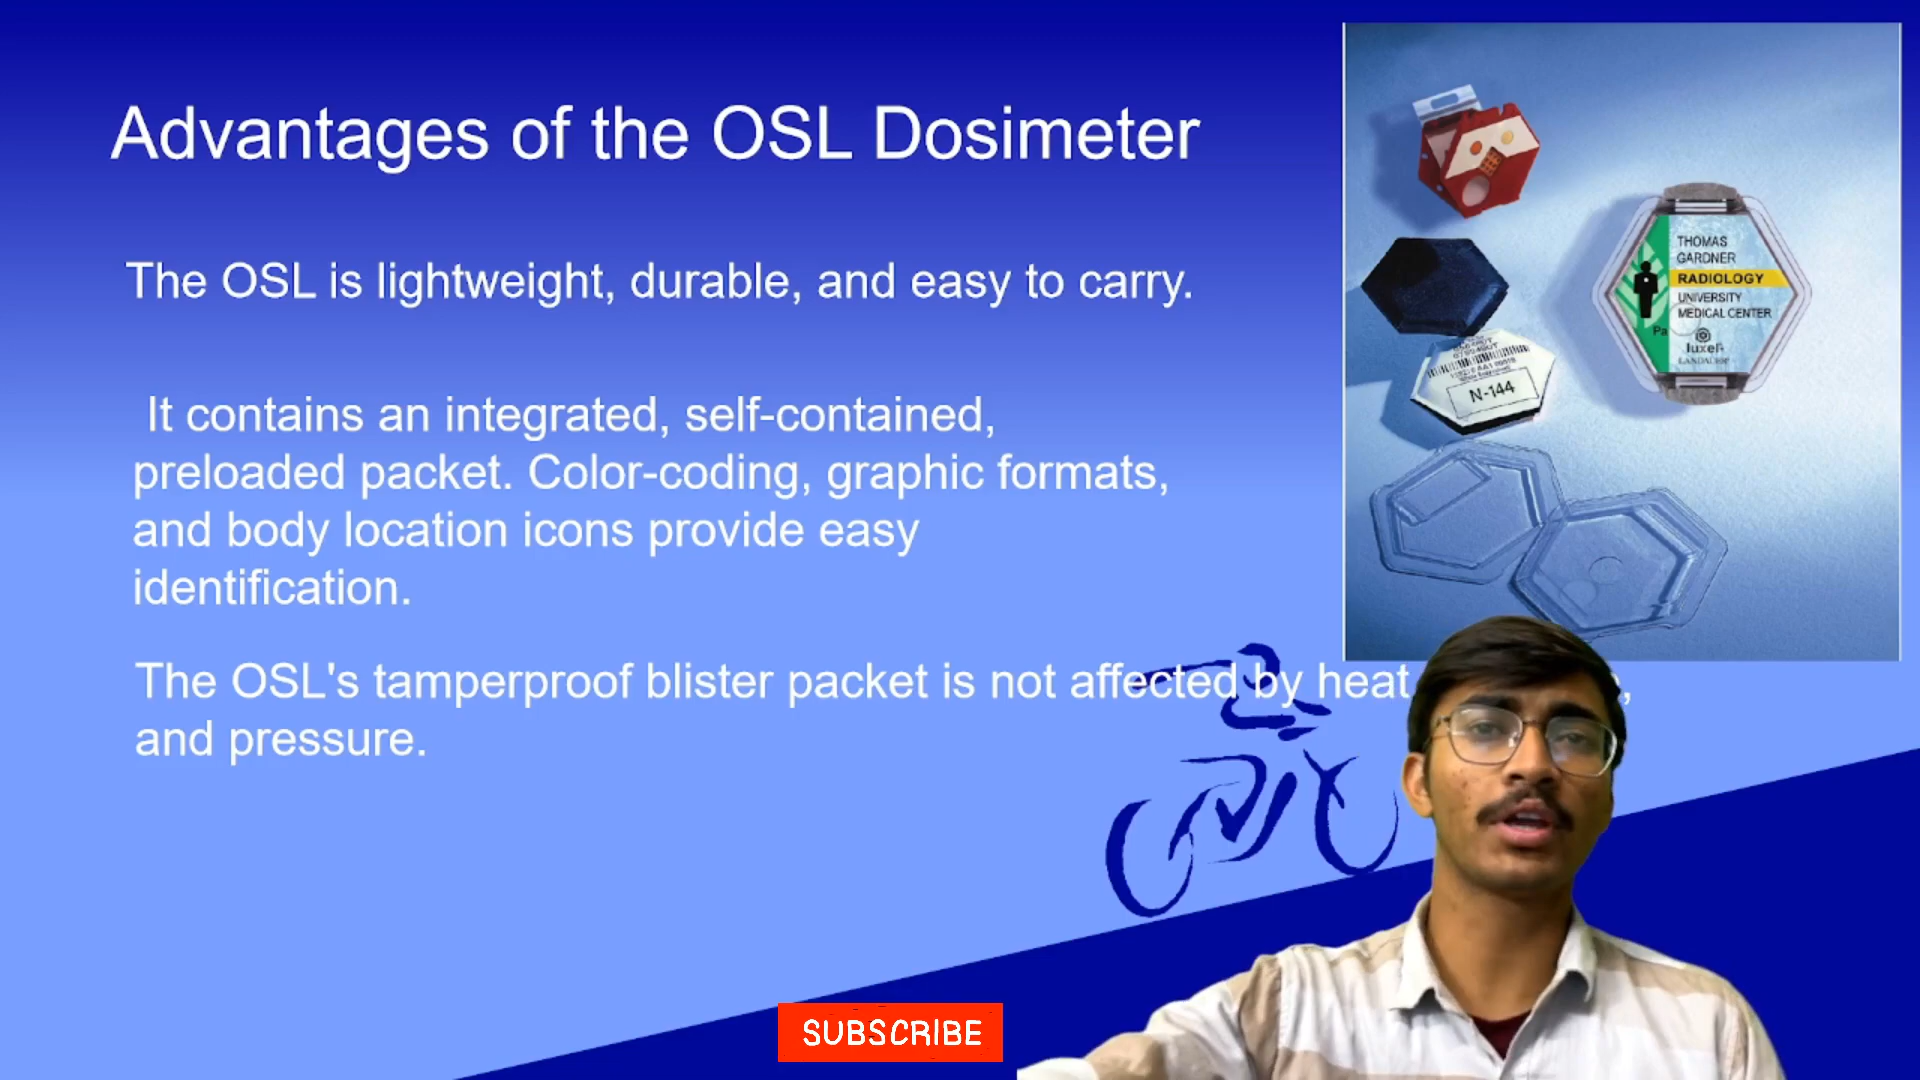 Advantages of the OSL Dosimeter
The OSL is lightweight, durable, and easy to carry.
It contains an integrated, self-contained,
preloaded packet. Color-coding, graphic formats,
and body location icons provide easy
identification.
The OSL's tamperproof blister packet is not affected by heat
and pressure.
THOMAS
GARDNER
RADIOLOGY
UNIVERSITY
MEDICAL CENTER
Pa
luxel+
LANDAUER
N-144
SUBSCRIBE